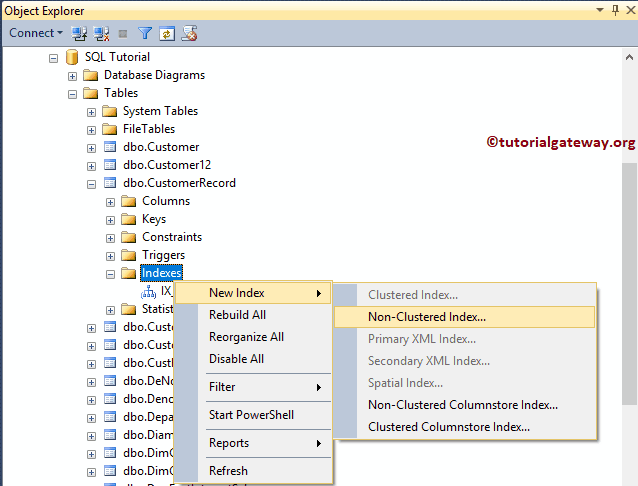 Object Explorer
Connect
SQL Tutorial
Database Diagrams
Tables
System Tables
FileTables
dbo.Customer
©tutorialgateway.org
dbo.Customer12
dbo.CustomerRecord
Columns
Keys
Constraints
Triggers
Indexes
IX_
Statist
dbo.Custo
dbo.Custo
dbo.Custl
dbo.DeNo
dbo.Deno
dbo.Depa
dbo.Diam
dbo.DimC
dbo.DimC
New Index
Rebuild All
Reorganize All
Disable All
Filter
Start PowerShell
Reports
Refresh
Clustered Index...
Non-Clustered Index...
Primary XML Index...
Secondary XML Index...
Spatial Index...
Non-Clustered Columnstore Index...
Clustered Columnstore Index...